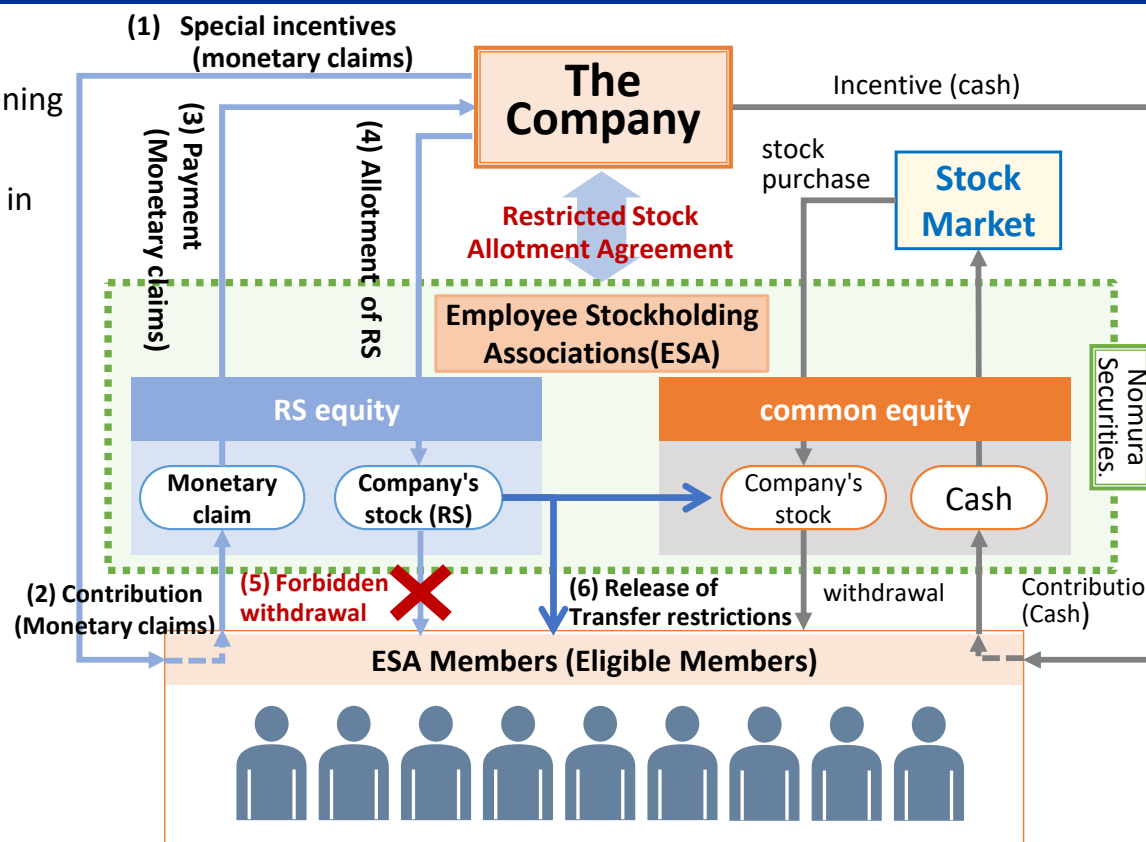 (1) Special incentives
(monetary claims)
ning
in
The
Company
Incentive (cash)
(3) Payment
(Monetary claims)
(4) Allotment of RS
stock
purchase
Stock
Market
Restricted Stock
Allotment Agreement
Employee Stockholding
Associations(ESA)
Nomura
Securities.
RS equity
common equity
Monetary
claim
Company's
stock (RS)
Company's
stock
Cash
(2) Contribution
(Monetary claims)
(5) Forbidden
withdrawal
(6) Release of
Transfer restrictions
withdrawal
Contributio
(Cash)
ESA Members (Eligible Members)